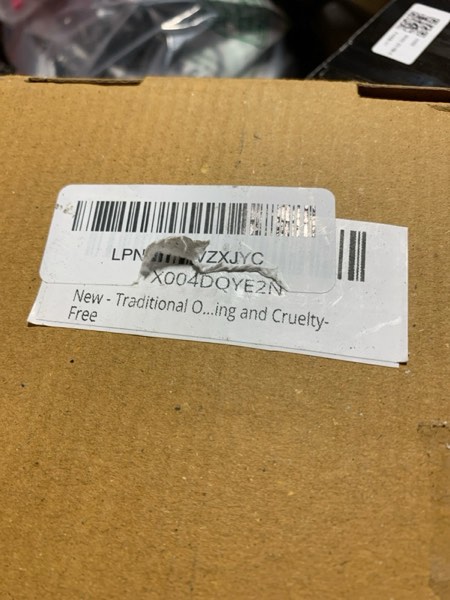 LPN VZXJYC
X004DQYE2N
New - Traditional O...ing and Cruelty-
Free